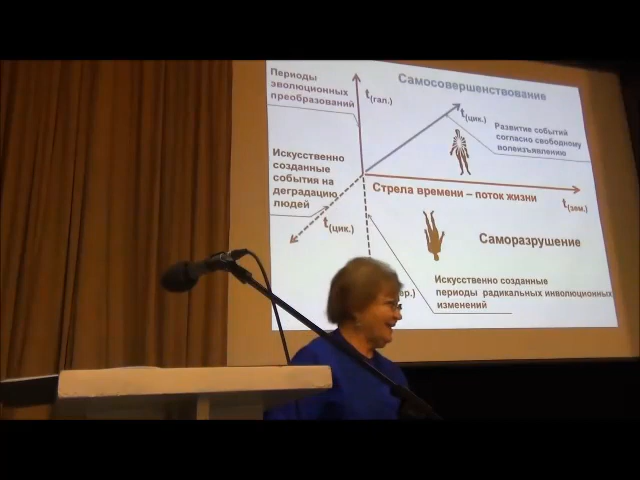 Периоды
эволюционных
преобразований
t(гал.)
Самосовершенствование
t(цик.)
Развитие событий
согласно свободному
волеизъявлению
Искусственно
созданные
события на
деградацию
людей
t(цик.)
Стрела времени – поток жизни
t(зем.)
Саморазрушение
Искусственно созданные
периоды радикальных инволюционных
изменений